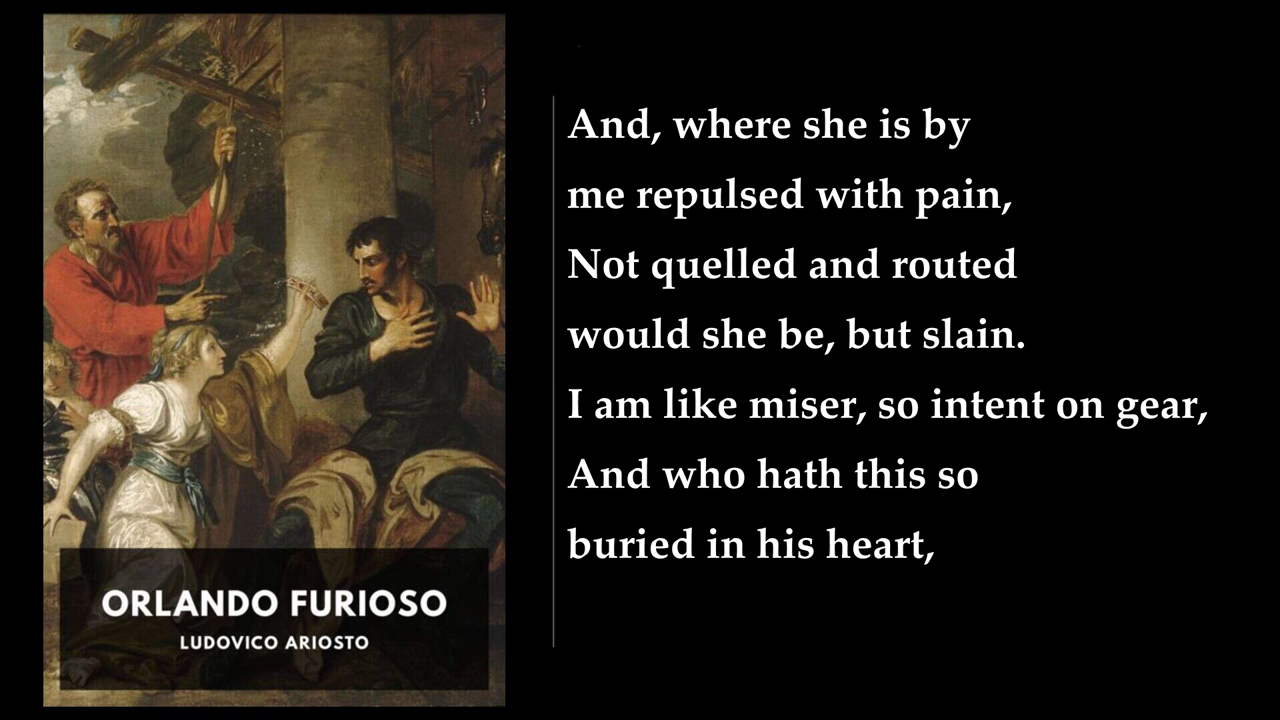 ORLANDO FURIOSO
LUDOVICO ARIOSTO
And, where she is by
me repulsed with pain,
Not quelled and routed
would she be, but slain.
I am like miser, so intent on gear,
And who hath this so
buried in his heart,